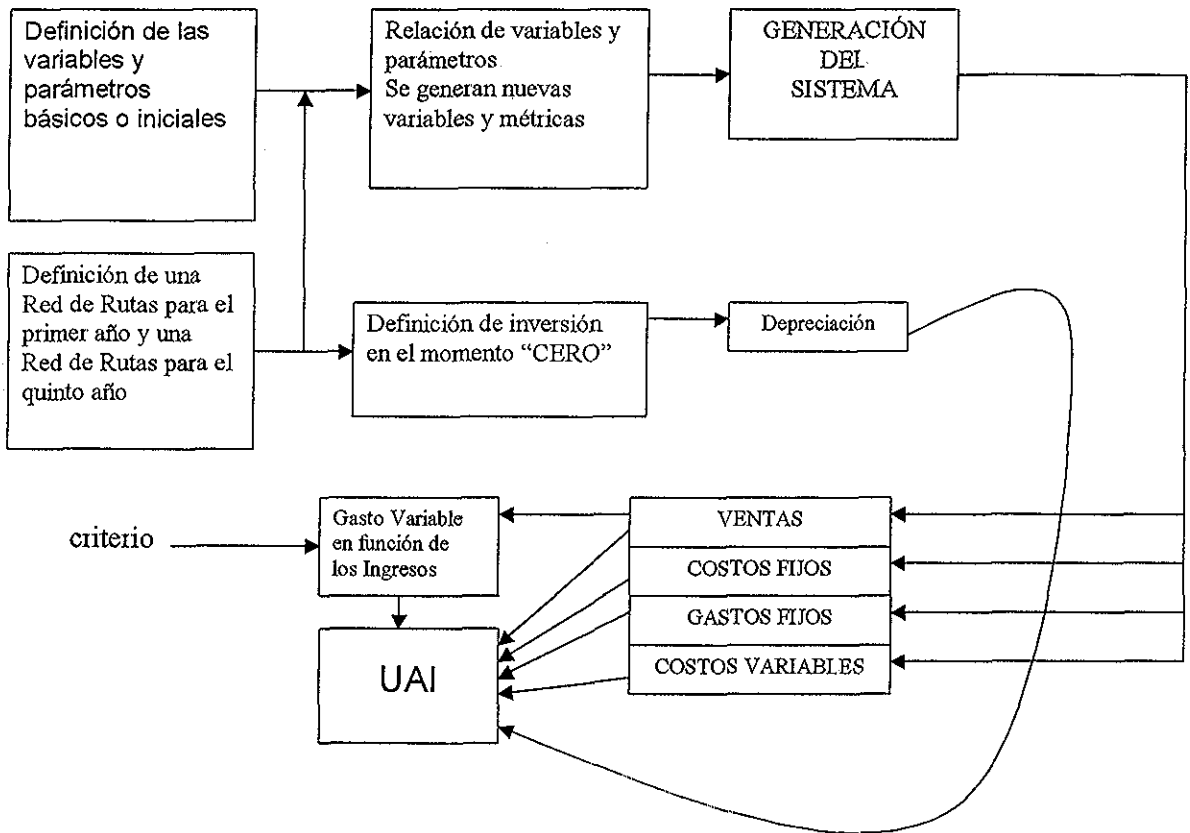 Definición de las
variables y
parámetros
básicos o iniciales
Relación de variables y
parámetros
Se generan nuevas
variables y métricas
GENERACIÓN
DEL
SISTEMA
Definición de una
Red de Rutas para el
primer año y una
Red de Rutas para el
quinto año
Definición de inversión
en el momento “CERO”
Depreciación
criterio
Gasto Variable
en función de
los Ingresos
VENTAS
COSTOS FIJOS
GASTOS FIJOS
COSTOS VARIABLES
UAI